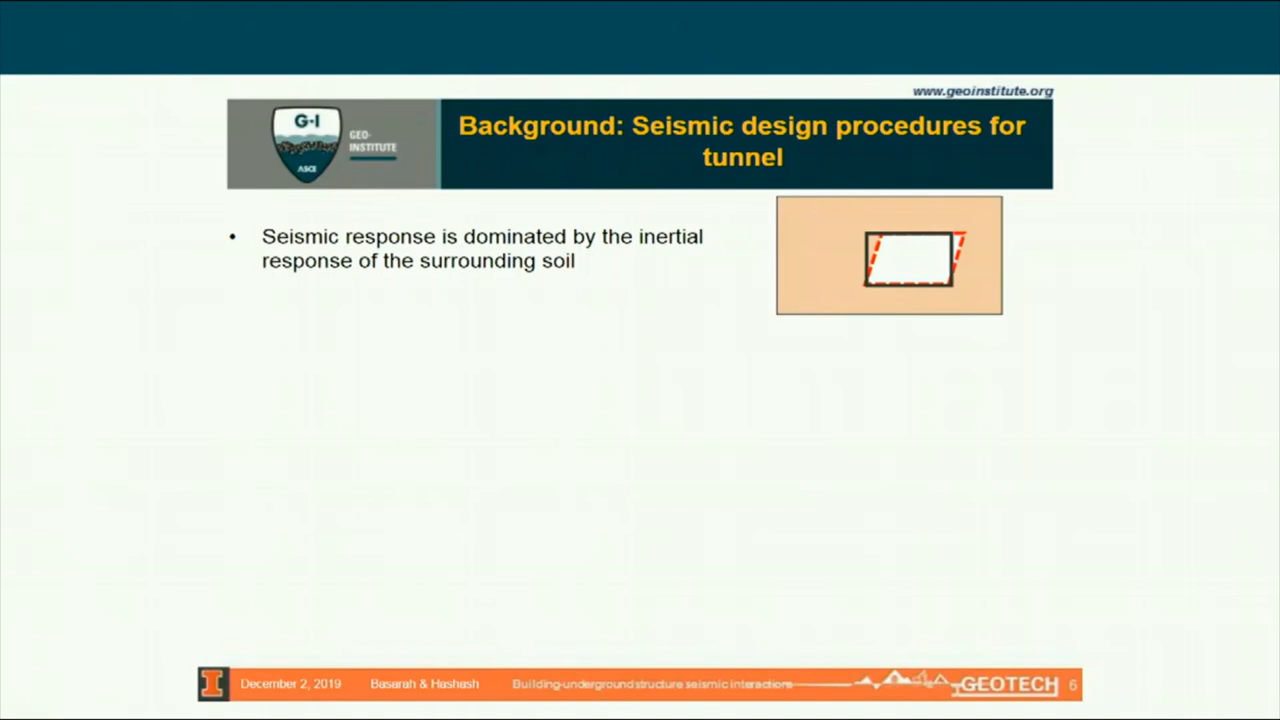 www.geoinstitute.org
G-I
GEO-
INSTITUTE
ASCE
Background: Seismic design procedures for
tunnel
• Seismic response is dominated by the inertial
response of the surrounding soil
I
December 2, 2019 Basarah & Hashash Building-underground structure seismic interactions GEOTECH 6